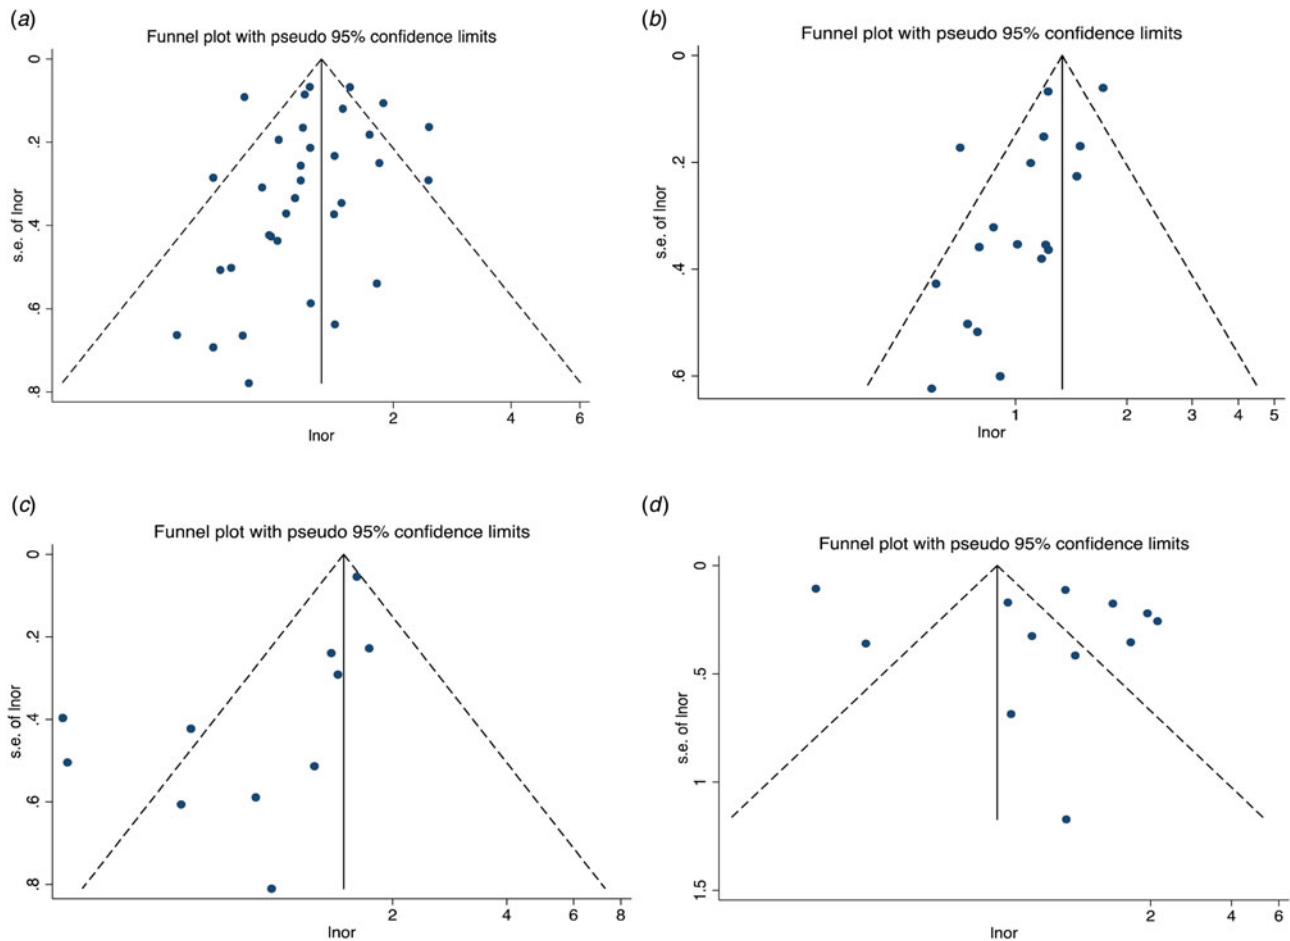 (a)
Funnel plot with pseudo 95% confidence limits
s.e. of lnor
0
.2
.4
.6
.8
2
4
6
lnor
(b)
Funnel plot with pseudo 95% confidence limits
s.e. of lnor
0
.2
.4
.6
1
2
3
4
5
lnor
(c)
Funnel plot with pseudo 95% confidence limits
s.e. of lnor
0
.2
.4
.6
.8
2
4
6
8
lnor
(d)
Funnel plot with pseudo 95% confidence limits
s.e. of lnor
0
.5
1
1.5
2
4
6
lnor